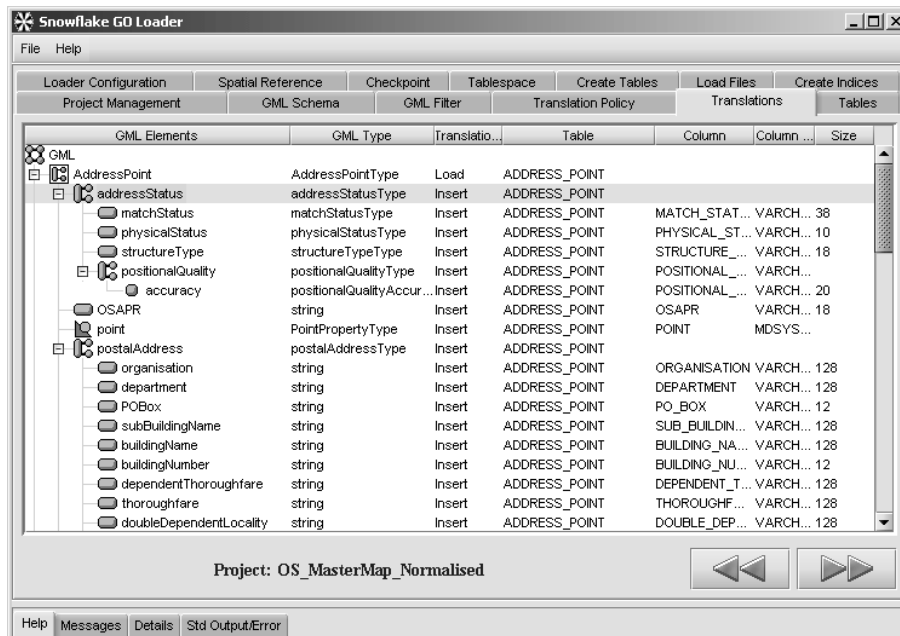 Snowflake GO Loader
File Help
Loader Configuration Spatial Reference Checkpoint Tablespace Create Tables Load Files Create Indices
Project Management GML Schema GML Filter Translation Policy Translations Tables
GML Elements GML Type Translatio... Table Column Column ... Size
GML
AddressPoint AddressPointType Load ADDRESS_POINT
addressStatus addressStatusType Insert ADDRESS_POINT
matchStatus matchStatusType Insert ADDRESS_POINT MATCH_STAT... VARCH... 38
physicalStatus physicalStatusType Insert ADDRESS_POINT PHYSICAL_ST... VARCH... 10
structureType structureTypeType Insert ADDRESS_POINT STRUCTURE_... VARCH... 18
positionalQuality positionalQualityType Insert ADDRESS_POINT POSITIONAL_... VARCH...
accuracy positionalQualityAccur... Insert ADDRESS_POINT POSITIONAL_... VARCH... 20
OSAPR string Insert ADDRESS_POINT OSAPR VARCH... 18
point PointPropertyType Insert ADDRESS_POINT POINT MDSYS...
postalAddress postalAddressType Insert ADDRESS_POINT
organisation string Insert ADDRESS_POINT ORGANISATION VARCH... 128
department string Insert ADDRESS_POINT DEPARTMENT VARCH... 128
POBox string Insert ADDRESS_POINT PO_BOX VARCH... 12
subBuildingName string Insert ADDRESS_POINT SUB_BUILDIN... VARCH... 128
buildingName string Insert ADDRESS_POINT BUILDING_NA... VARCH... 128
buildingNumber string Insert ADDRESS_POINT BUILDING_NU... VARCH... 12
dependentThoroughfare string Insert ADDRESS_POINT DEPENDENT_T... VARCH... 128
thoroughfare string Insert ADDRESS_POINT THOROUGHF... VARCH... 128
doubleDependentLocality string Insert ADDRESS_POINT DOUBLE_DEP... VARCH... 128
Project: OS_MasterMap_Normalised
Help Messages Details Std Output/Error